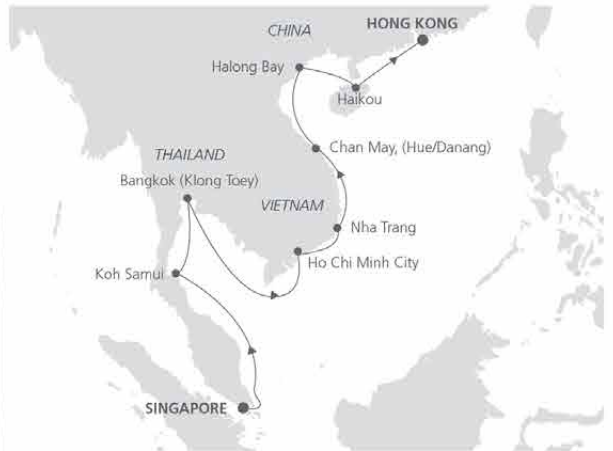 HONG KONG
CHINA
Halong Bay
Haikou
Chan May, (Hue/Danang)
THAILAND
Bangkok (Klong Toey)
VIETNAM
Nha Trang
Ho Chi Minh City
Koh Samui
SINGAPORE